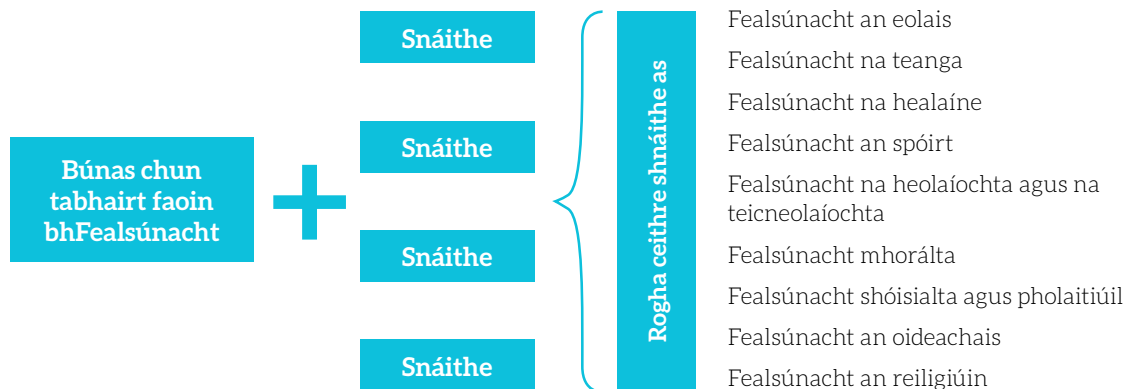 Búnas chun
tabhairt faoin
bhFealsúnacht
Snáithe
Snáithe
Snáithe
Snáithe
Rogha ceithre shnáithe as
Fealsúnacht an eolais
Fealsúnacht na teanga
Fealsúnacht na healaíne
Fealsúnacht an spóirt
Fealsúnacht na heolaíochta agus na
teicneolaíochta
Fealsúnacht mhorálta
Fealsúnacht shóisialta agus pholaitiúil
Fealsúnacht an oideachais
Fealsúnacht an reiligiúin